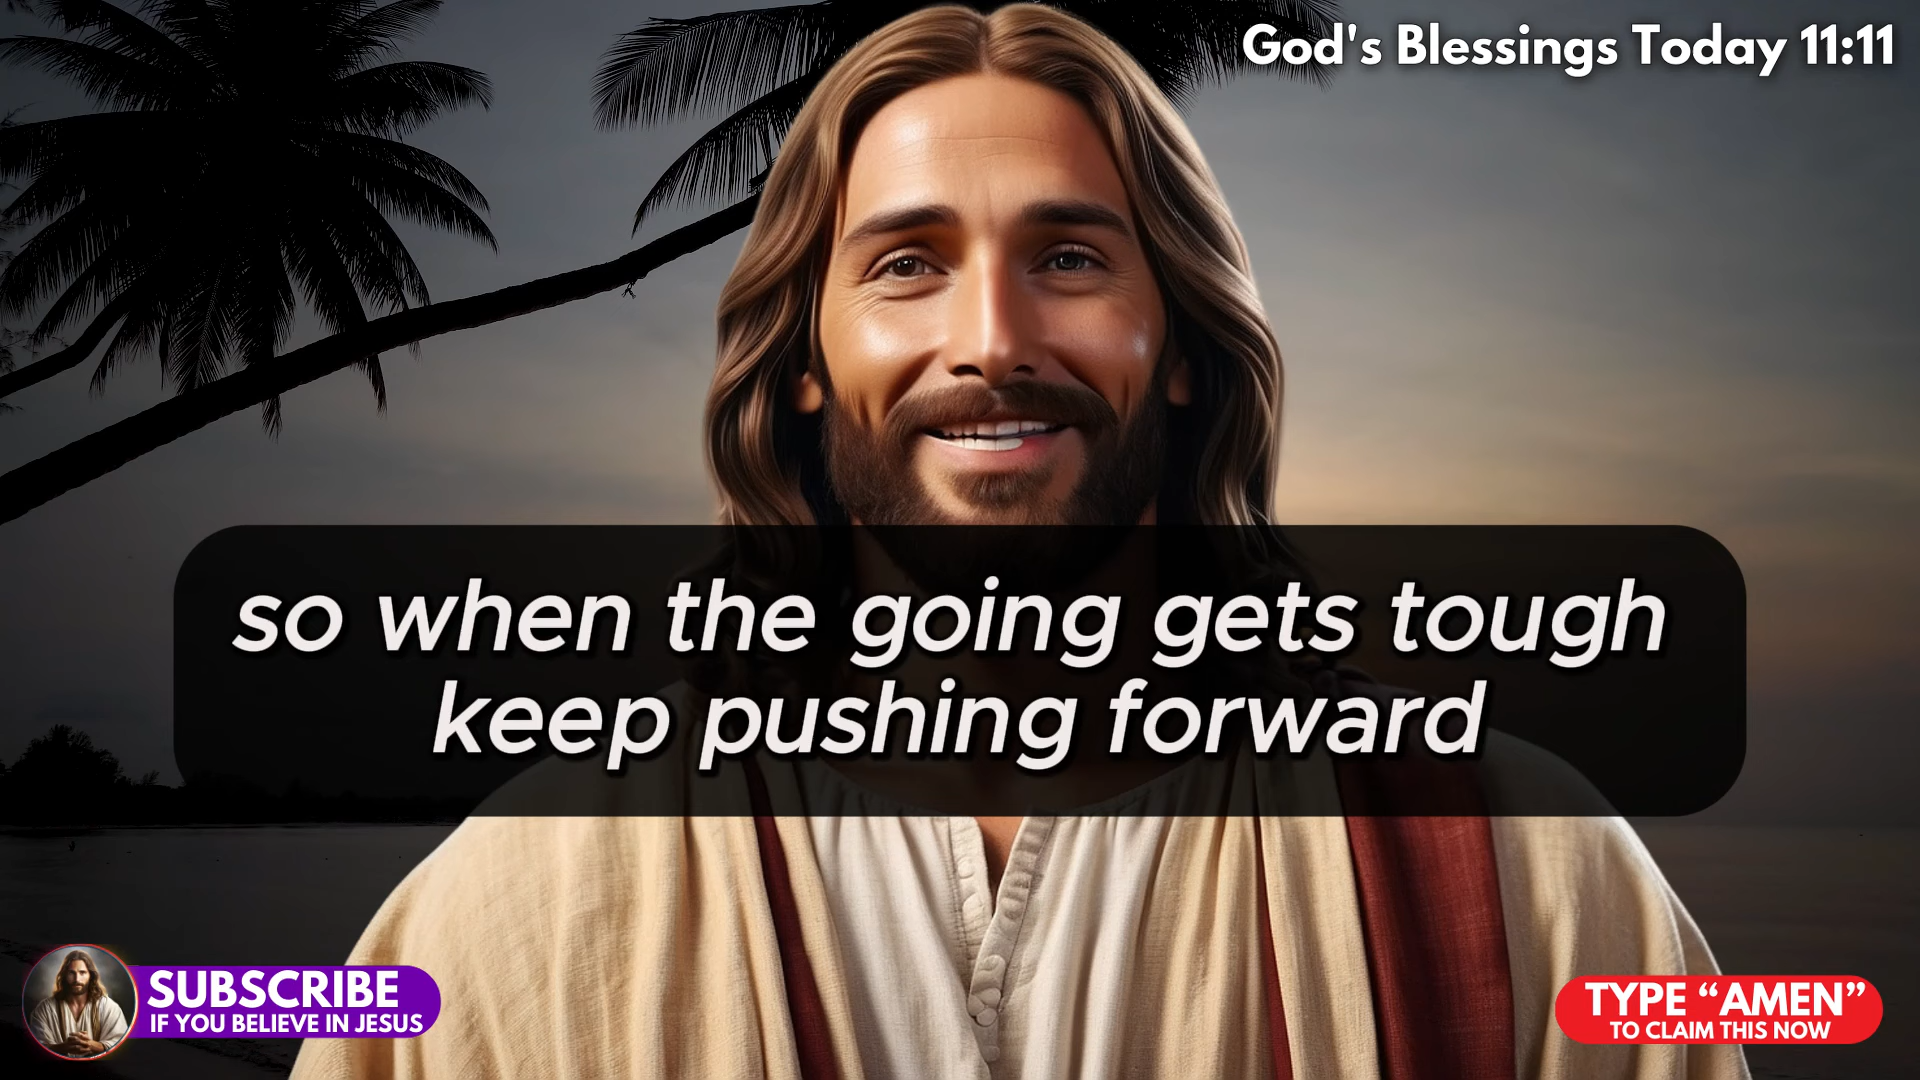 God's Blessings Today 11:11
so when the going gets tough
keep pushing forward
SUBSCRIBE
IF YOU BELIEVE IN JESUS
TYPE “AMEN”
TO CLAIM THIS NOW